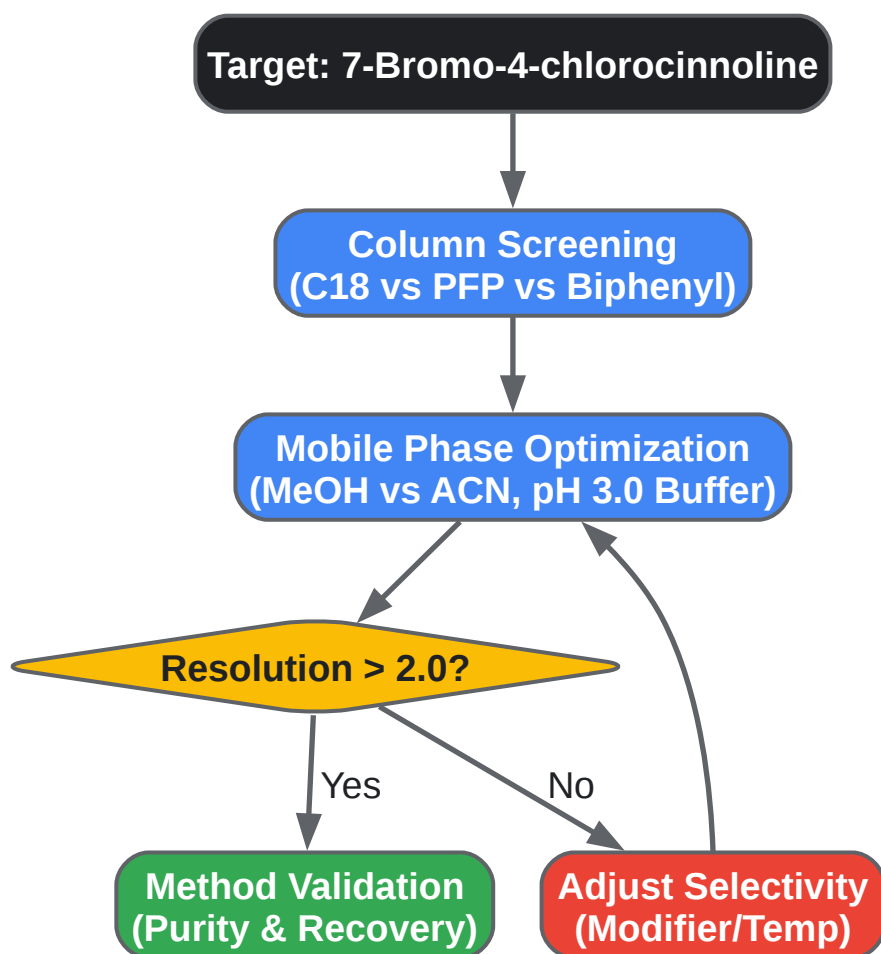 Target: 7-Bromo-4-chlorocinnoline
Column Screening
(C18 vs PFP vs Biphenyl)
Mobile Phase Optimization
(MeOH vs ACN, pH 3.0 Buffer)
Resolution > 2.0?
Yes
No
Method Validation
(Purity & Recovery)
Adjust Selectivity
(Modifier/Temp)